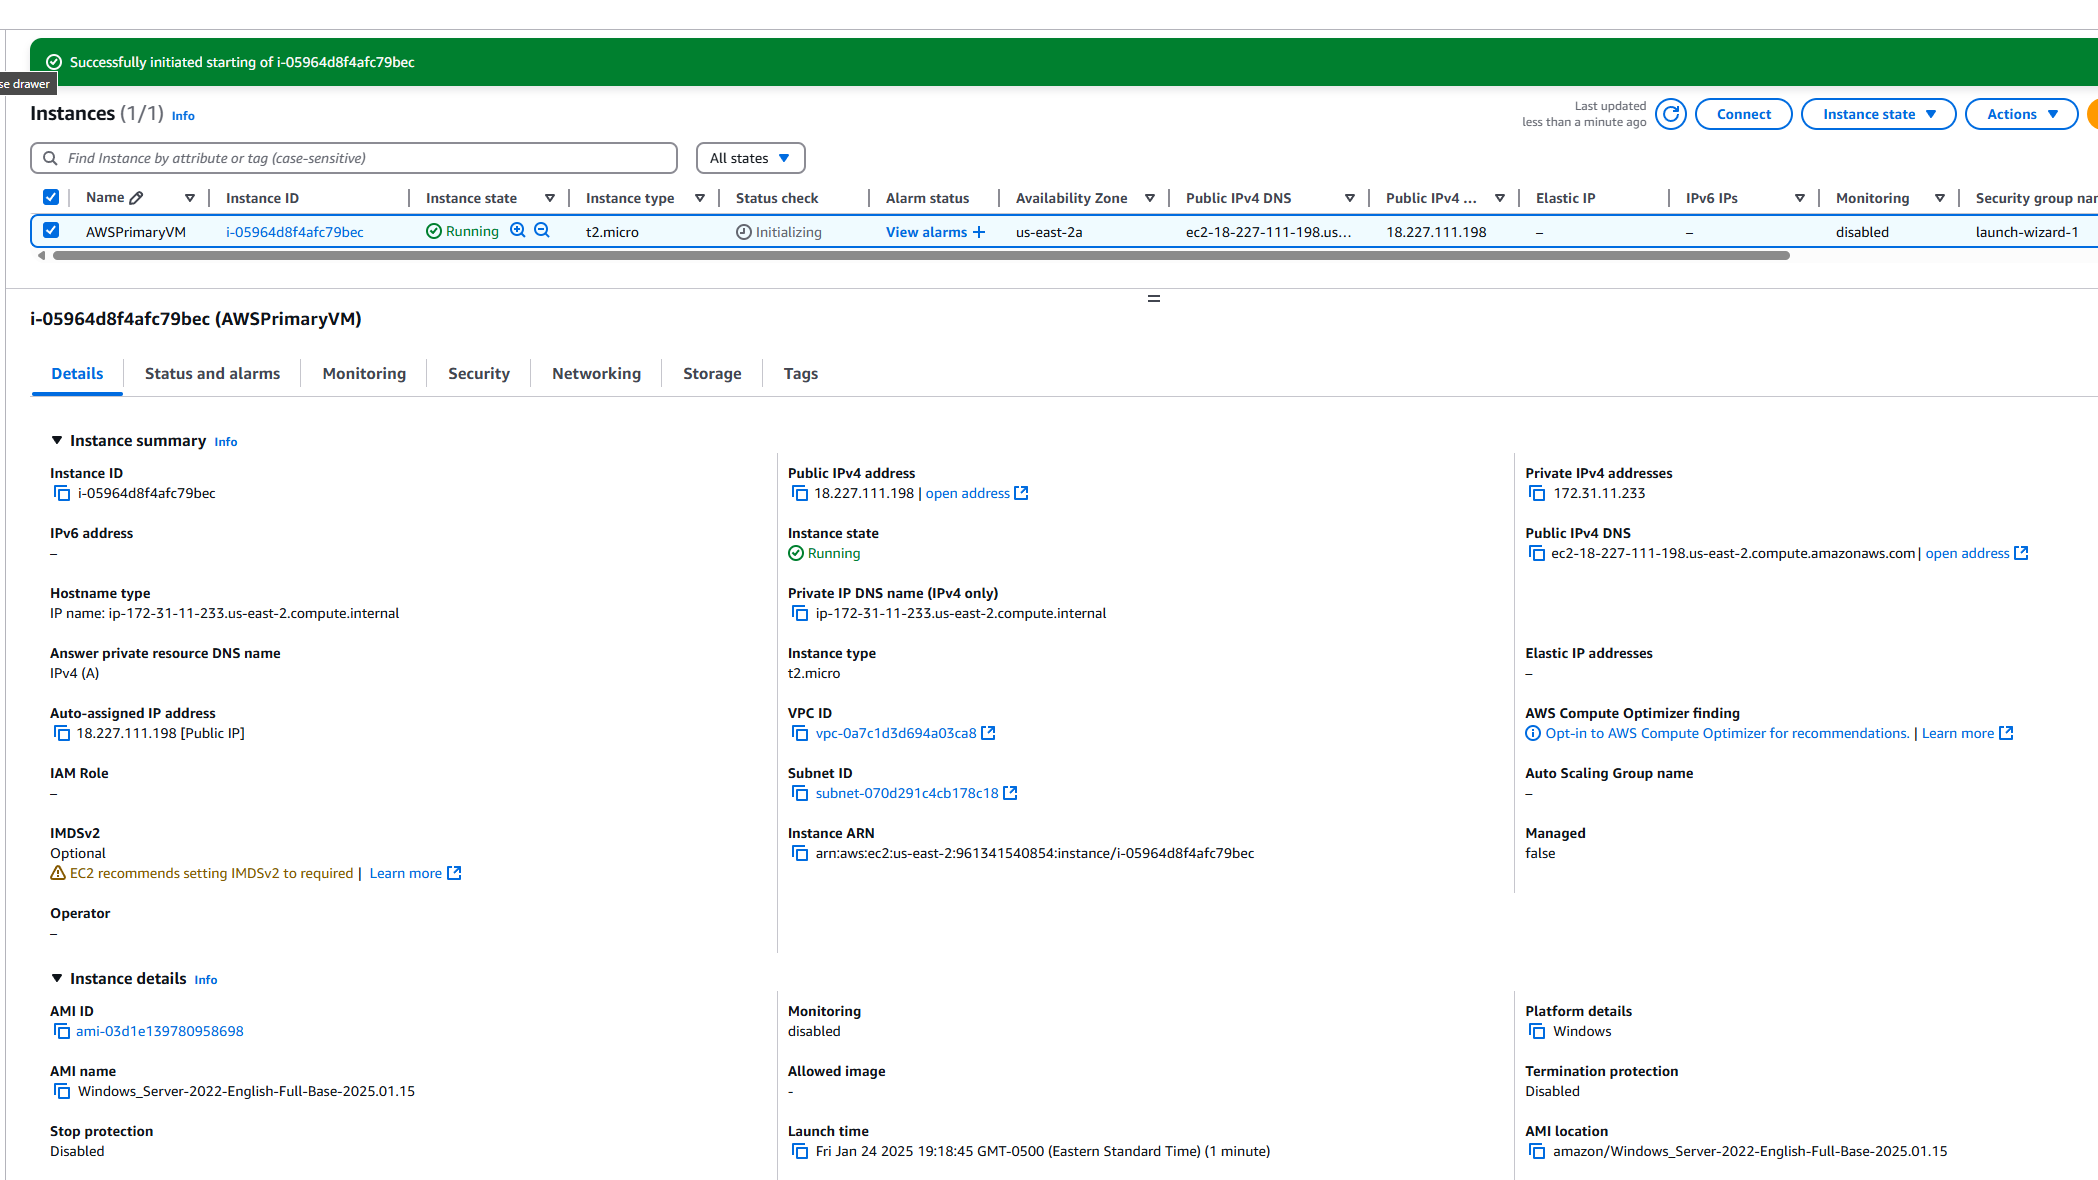 Successfully initiated starting of i-05964d8f4afc79bec
se drawer
Instances (1/1) Info
Last updated
less than a minute ago
Connect
Instance state
Actions
Find Instance by attribute or tag (case-sensitive)
All states
Name Instance ID Instance state Instance type Status check Alarm status Availability Zone Public IPv4 DNS Public IPv4 ... Elastic IP IPv6 IPs Monitoring Security group nar
AWSPrimaryVM i-05964d8f4afc79bec Running t2.micro Initializing View alarms + us-east-2a ec2-18-227-111-198.us... 18.227.111.198 – – disabled launch-wizard-1
i-05964d8f4afc79bec (AWSPrimaryVM)
Details Status and alarms Monitoring Security Networking Storage Tags
Instance summary Info
Instance ID
i-05964d8f4afc79bec
Public IPv4 address
18.227.111.198 | open address
Private IPv4 addresses
172.31.11.233
IPv6 address
–
Instance state
Running
Public IPv4 DNS
ec2-18-227-111-198.us-east-2.compute.amazonaws.com | open address
Hostname type
IP name: ip-172-31-11-233.us-east-2.compute.internal
Private IP DNS name (IPv4 only)
ip-172-31-11-233.us-east-2.compute.internal
Answer private resource DNS name
IPv4 (A)
Instance type
t2.micro
Elastic IP addresses
–
Auto-assigned IP address
18.227.111.198 [Public IP]
VPC ID
vpc-0a7c1d3d694a03ca8
AWS Compute Optimizer finding
Opt-in to AWS Compute Optimizer for recommendations. | Learn more
IAM Role
–
Subnet ID
subnet-070d291c4cb178c18
Auto Scaling Group name
–
IMDSv2
Optional
EC2 recommends setting IMDSv2 to required | Learn more
Instance ARN
arn:aws:ec2:us-east-2:961341540854:instance/i-05964d8f4afc79bec
Managed
false
Operator
–
Instance details Info
AMI ID
ami-03d1e139780958698
Monitoring
disabled
Platform details
Windows
AMI name
Windows_Server-2022-English-Full-Base-2025.01.15
Allowed image
-
Termination protection
Disabled
Stop protection
Disabled
Launch time
Fri Jan 24 2025 19:18:45 GMT-0500 (Eastern Standard Time) (1 minute)
AMI location
amazon/Windows_Server-2022-English-Full-Base-2025.01.15